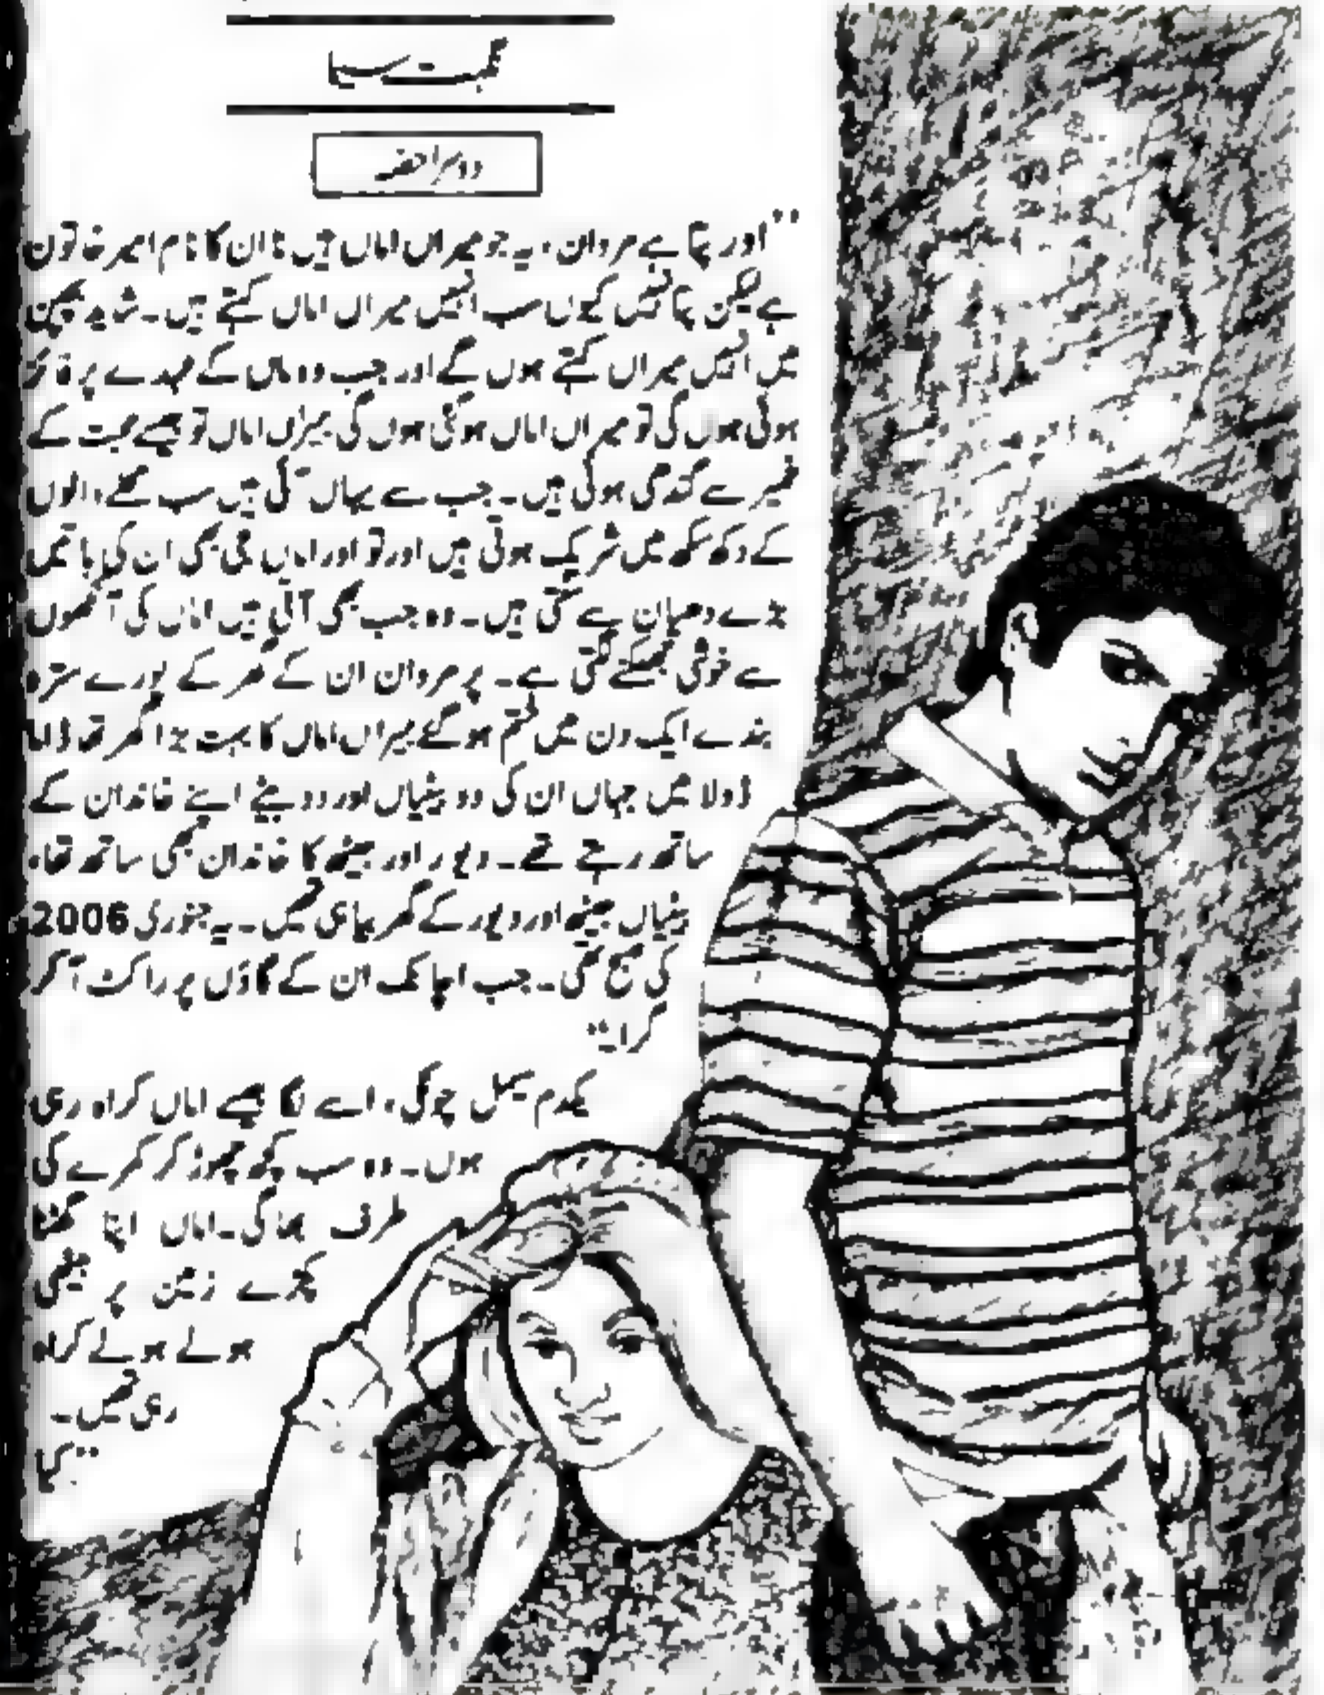 نگہت سیما
دوسرا حصہ
"اور پتا ہے مردان، یہ جو میراں اماں ہیں نا ان کا نام امیر خاتون
ہے لیکن پتا نہیں کیوں سب انہیں میراں اماں کہتے ہیں۔ شاید بچپن
میں انہیں میراں کہتے ہوں گے اور جب وہ ماں کے عہدے پر فائز
ہوئی ہوں گی تو میراں اماں ہو گئی ہوں گی میراں اماں تو جیسے محبت کے
خمیر سے گندھی ہوئی ہیں۔ جب سے یہاں آئی ہیں سب محلے والوں
کے دکھ سکھ میں شریک ہوتی ہیں اور تو اور اماں بھی ان کی باتیں
بڑے دھیان سے سنتی ہیں۔ وہ جب بھی آتی ہیں اماں کی آنکھوں
سے خوشی جھلکنے لگتی ہے۔ پر مردان ان کے گھر کے پورے سترہ
بندے ایک دن میں ختم ہو گئے میراں اماں کا بہت بڑا گھر تھا ڈاما
ڈولا میں جہاں ان کی دو بیٹیاں اور دو بیٹے اپنے خاندان کے
ساتھ رہتے تھے۔ دیور اور جیٹھ کا خاندان بھی ساتھ تھا،
بیٹیاں جیٹھ اور دیور کے گھر بیاہی تھیں۔ یہ جنوری 2006
کی صبح تھی۔ جب اچانک ان کے گاؤں پر راکٹ آ کر
گرا۔"
یکدم سیمل چونکی، اسے لگا جیسے اماں کراہ رہی
ہوں۔ وہ سب کچھ چھوڑ کر کمرے کی
طرف بھاگی۔ اماں اپنا گھٹنا
پکڑے زمین پر بیٹھی
ہولے ہولے کراہ
رہی تھیں۔
"کیا